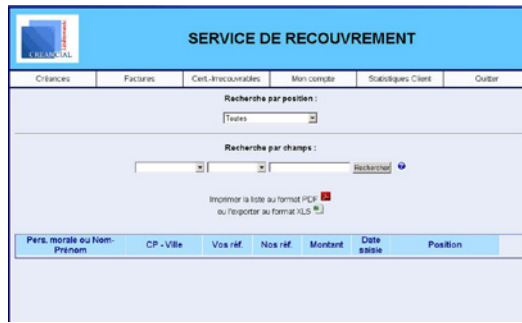 CREANCIAL
SERVICE DE RECOUVREMENT
Créances Factures Cert.-Irrecouvrables Mon compte Statistiques Client Quitter
Recherche par position :
Toutes
Recherche par champs :
Rechercher
Imprimer la liste au format PDF
ou l'exporter au format XLS
Pers. morale ou Nom-Prénom CP - Ville Vos réf. Nos réf. Montant Date saisie Position